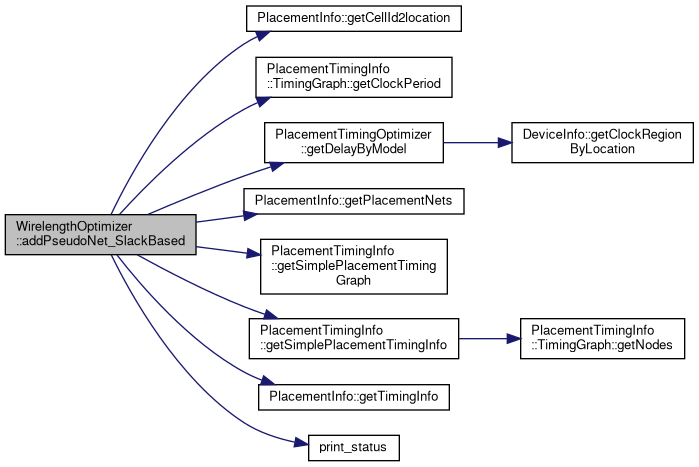 PlacementInfo::getCellId2location
PlacementTimingInfo
::TimingGraph::getClockPeriod
PlacementTimingOptimizer
::getDelayByModel
DeviceInfo::getClockRegion
ByLocation
PlacementInfo::getPlacementNets
WirelengthOptimizer
::addPseudoNet_SlackBased
PlacementTimingInfo
::getSimplePlacementTiming
Graph
PlacementTimingInfo
::getSimplePlacementTimingInfo
PlacementTimingInfo
::TimingGraph::getNodes
PlacementInfo::getTimingInfo
print_status